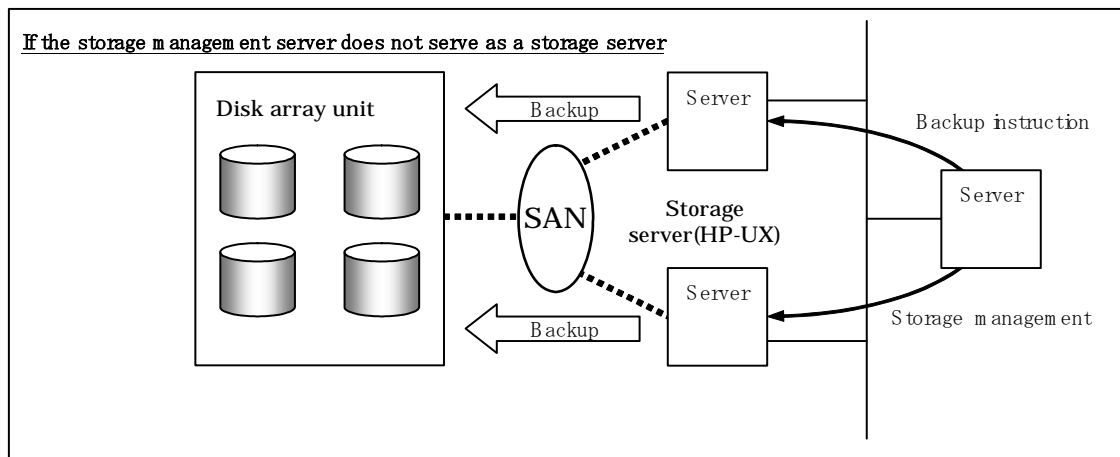 If the storage management server does not serve as a storage server
Disk array unit
Backup
Server
Backup instruction
Server
SAN
Storage
server(HP-UX)
Server
Backup
Storage management